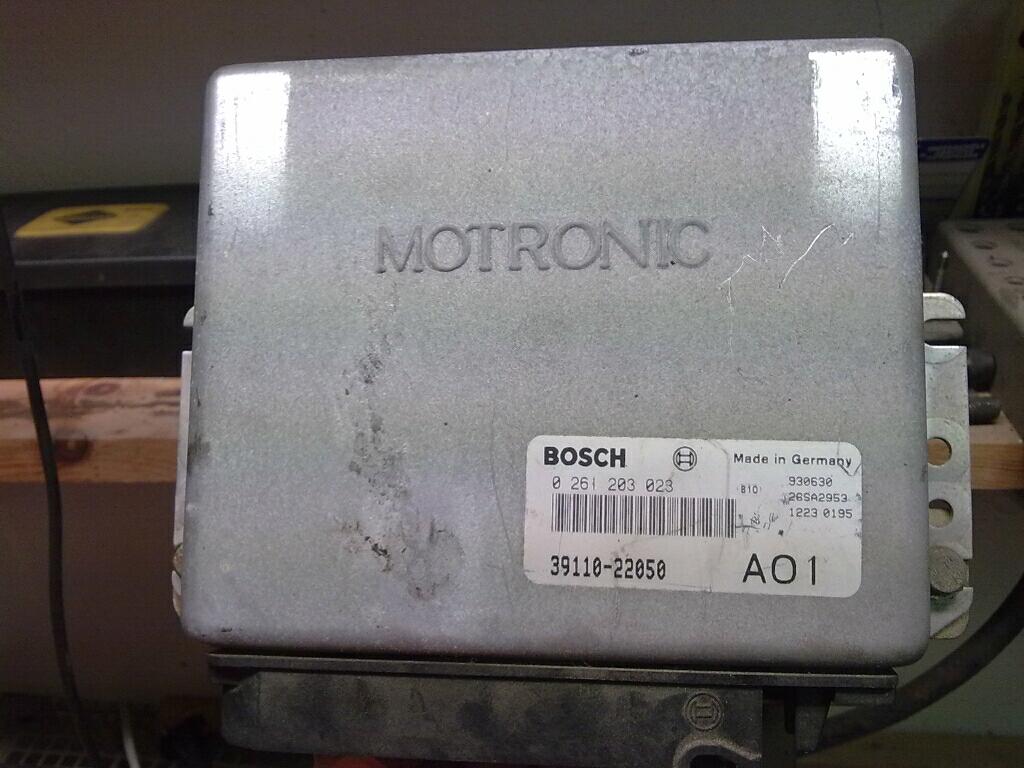 MOTRONIC
BOSCH
Made in Germany
0 261 203 023
B10
930630
26SA2953
1223 0195
39110-22050
A01